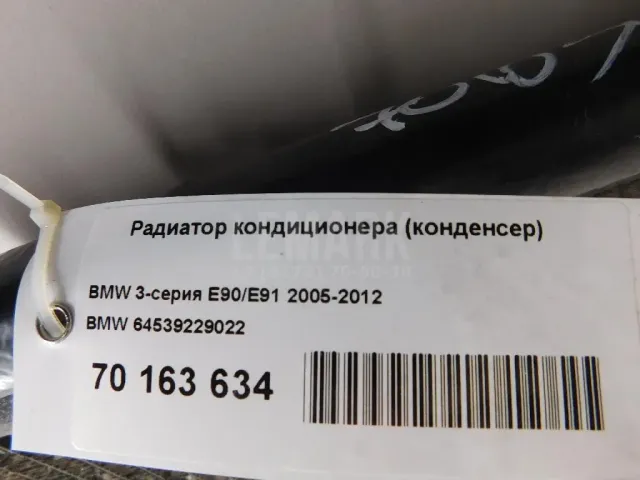 Радиатор кондиционера (конденсер)
BMW 3-серия E90/E91 2005-2012
BMW 64539229022
70 163 634